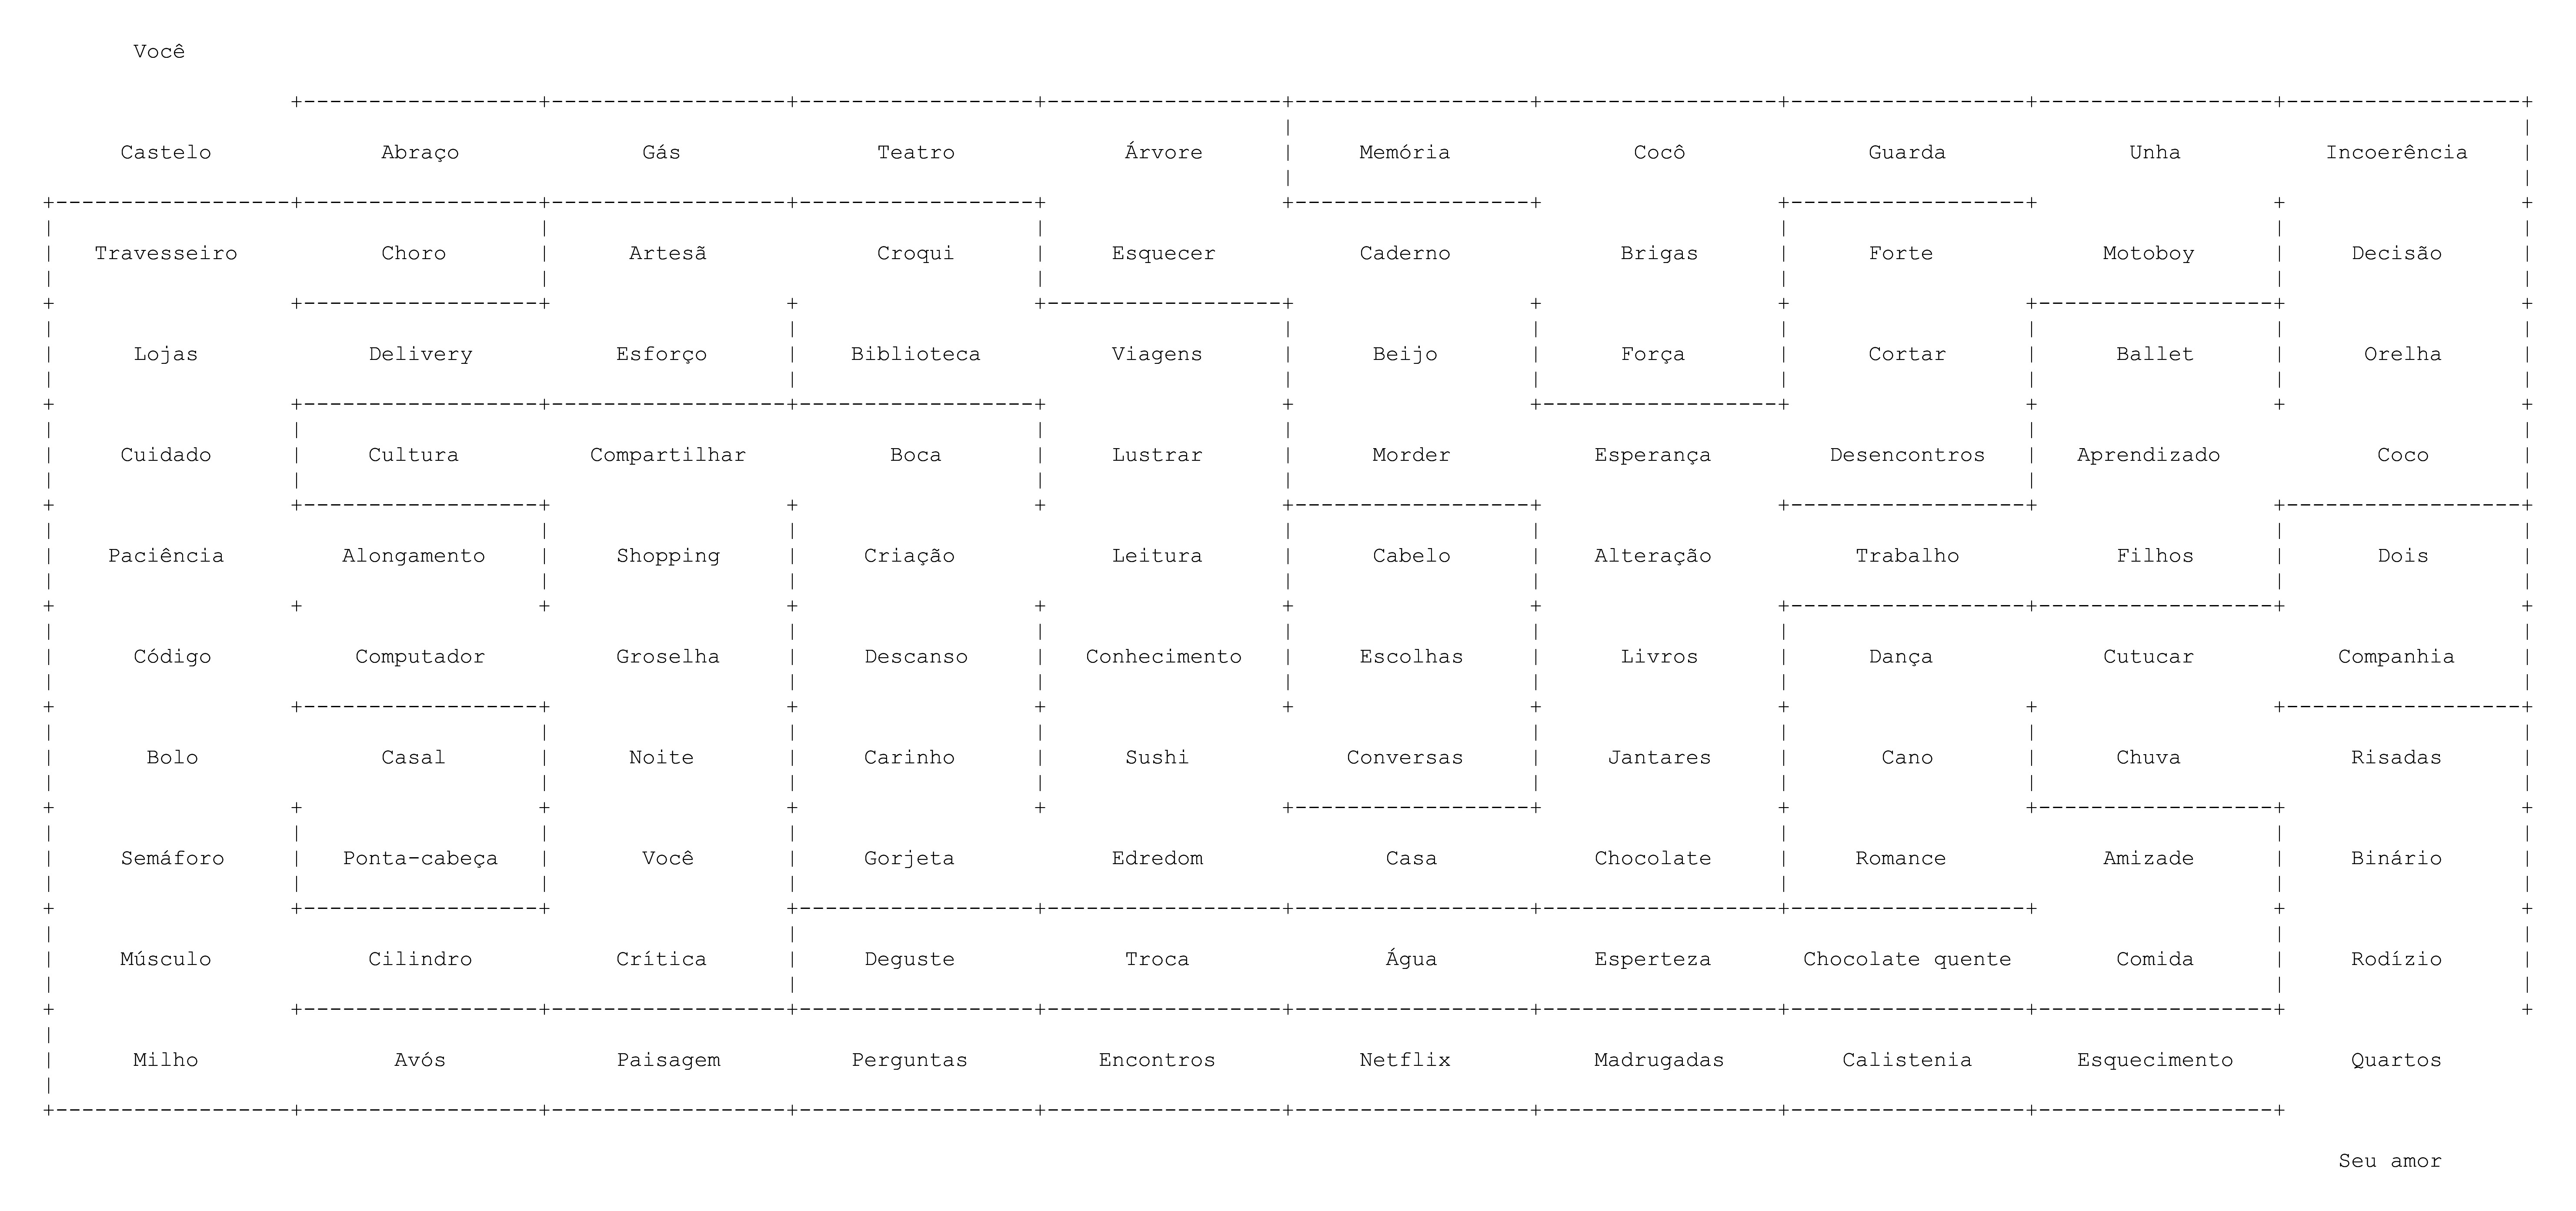 Você
Castelo Abraço Gás Teatro Árvore Memória Cocô Guarda Unha Incoerência
Travesseiro Choro Artesã Croqui Esquecer Caderno Brigas Forte Motoboy Decisão
Lojas Delivery Esforço Biblioteca Viagens Beijo Força Cortar Ballet Orelha
Cuidado Cultura Compartilhar Boca Lustrar Morder Esperança Desencontros Aprendizado Coco
Paciência Alongamento Shopping Criação Leitura Cabelo Alteração Trabalho Filhos Dois
Código Computador Groselha Descanso Conhecimento Escolhas Livros Dança Cutucar Companhia
Bolo Casal Noite Carinho Sushi Conversas Jantares Cano Chuva Risadas
Semáforo Ponta-cabeça Você Gorjeta Edredom Casa Chocolate Romance Amizade Binário
Músculo Cilindro Crítica Deguste Troca Água Esperteza Chocolate quente Comida Rodízio
Milho Avós Paisagem Perguntas Encontros Netflix Madrugadas Calistenia Esquecimento Quartos
Seu amor